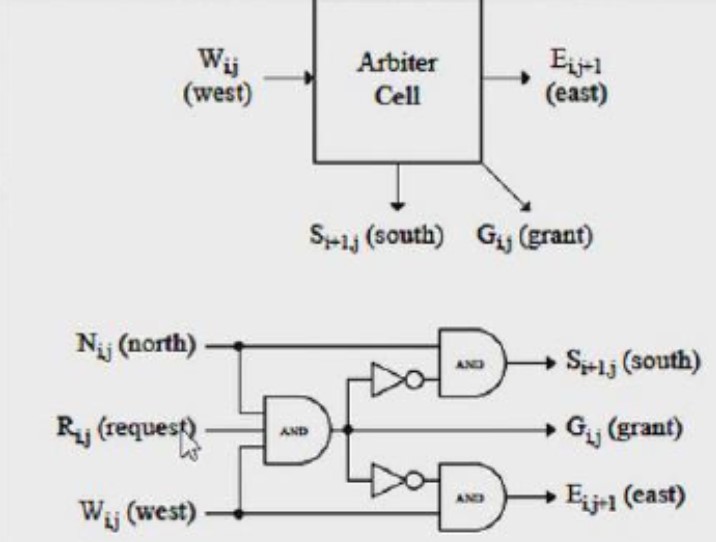 W_{i,j}
(west)
Arbiter
Cell
E_{i,j+1}
(east)
S_{i+1,j} (south)
G_{i,j} (grant)
N_{i,j} (north)
AND
S_{i+1,j} (south)
R_{i,j} (request)
AND
G_{i,j} (grant)
W_{i,j} (west)
AND
E_{i,j+1} (east)